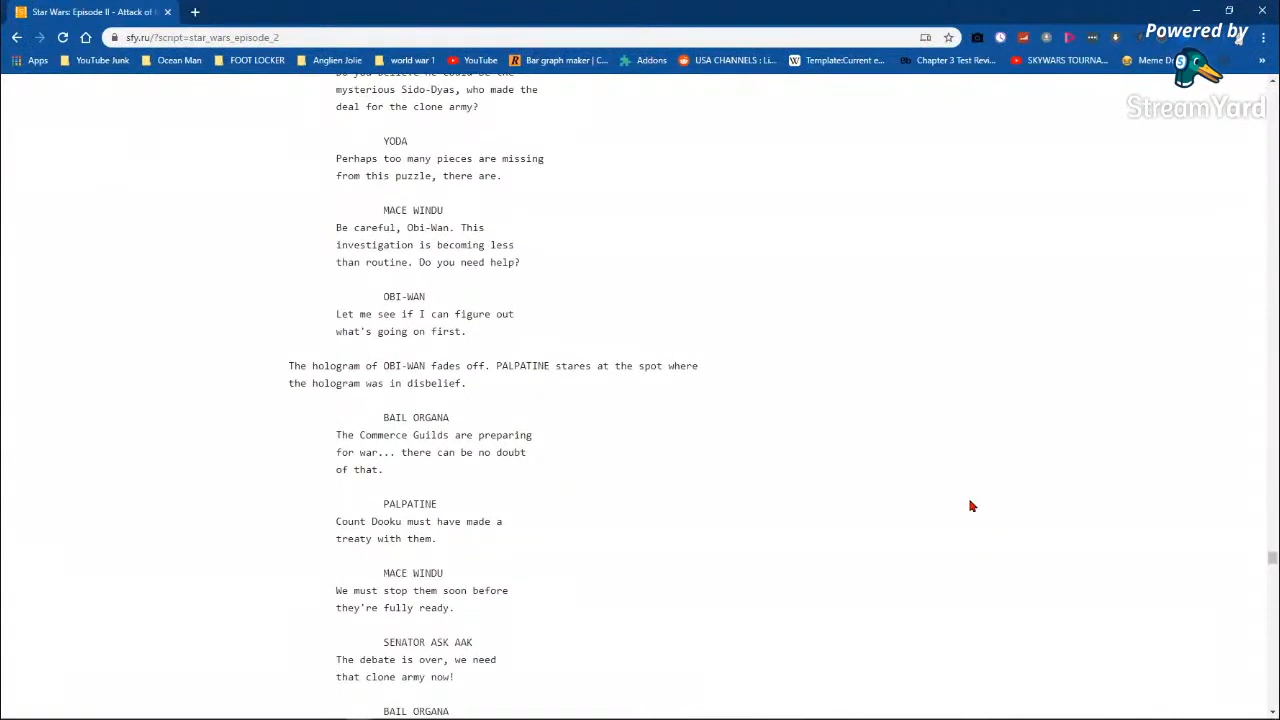 Star Wars: Episode II - Attack of
Powered by
sfy.ru/?script=star_wars_episode_2
Apps YouTube Junk Ocean Man FOOT LOCKER Anglien Jolie world war 1 YouTube Bar graph maker | C... Addons USA CHANNELS : Li... Template:Current e... Chapter 3 Test Revi... SKYWARS TOURNA... Meme De
StreamYard
mysterious Sido-Dyas, who made the
deal for the clone army?
YODA
Perhaps too many pieces are missing
from this puzzle, there are.
MACE WINDU
Be careful, Obi-Wan. This
investigation is becoming less
than routine. Do you need help?
OBI-WAN
Let me see if I can figure out
what's going on first.
The hologram of OBI-WAN fades off. PALPATINE stares at the spot where
the hologram was in disbelief.
BAIL ORGANA
The Commerce Guilds are preparing
for war... there can be no doubt
of that.
PALPATINE
Count Dooku must have made a
treaty with them.
MACE WINDU
We must stop them soon before
they're fully ready.
SENATOR ASK AAK
The debate is over, we need
that clone army now!
BAIL ORGANA